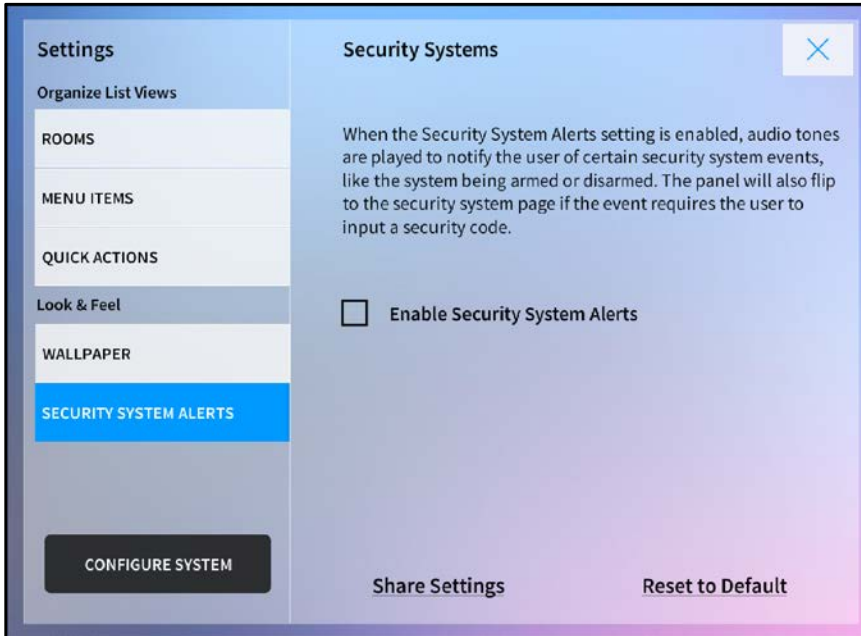 Settings
Organize List Views
ROOMS
MENU ITEMS
QUICK ACTIONS
Look & Feel
WALLPAPER
SECURITY SYSTEM ALERTS
CONFIGURE SYSTEM
Security Systems
When the Security System Alerts setting is enabled, audio tones
are played to notify the user of certain security system events,
like the system being armed or disarmed. The panel will also flip
to the security system page if the event requires the user to
input a security code.
Enable Security System Alerts
Share Settings
Reset to Default